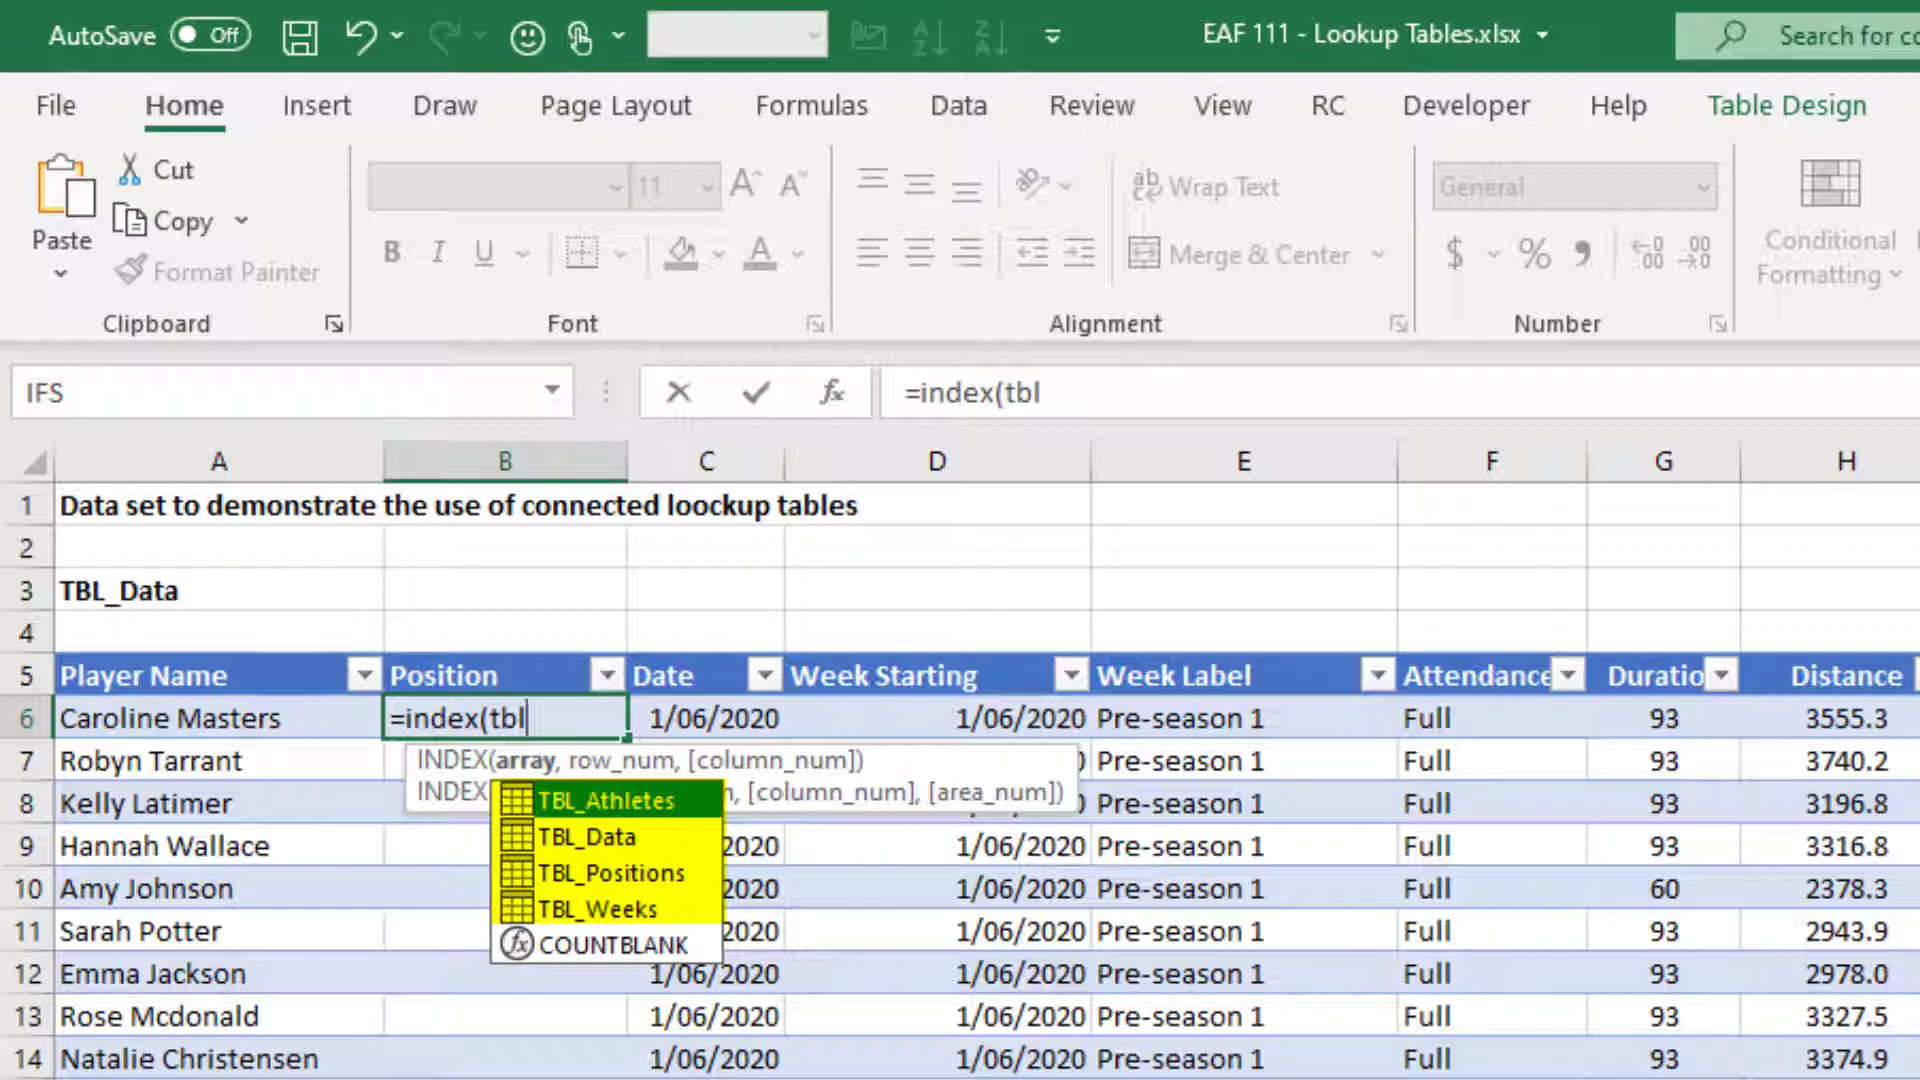 AutoSave Off EAF 111 - Lookup Tables.xlsx Search for co
File Home Insert Draw Page Layout Formulas Data Review View RC Developer Help Table Design
Paste Cut
Copy
Format Painter
11
B I U
ab Wrap Text
Merge & Center
General
$ % 9
Conditional
Formatting
Clipboard Font Alignment Number
IFS fx =index(tbl
A B C D E F G H
1 Data set to demonstrate the use of connected loockup tables
2
3 TBL_Data
4
5 Player Name Position Date Week Starting Week Label Attendance Duratio Distance
6 Caroline Masters =index(tbl 1/06/2020 1/06/2020 Pre-season 1 Full 93 3555.3
INDEX(array, row_num, [column_num])
INDEX , [column_num], [area_num])
TBL_Athletes
TBL_Data
TBL_Positions
TBL_Weeks
COUNTBLANK
7 Robyn Tarrant Pre-season 1 Full 93 3740.2
8 Kelly Latimer Pre-season 1 Full 93 3196.8
9 Hannah Wallace 2020 1/06/2020 Pre-season 1 Full 93 3316.8
10 Amy Johnson 2020 1/06/2020 Pre-season 1 Full 60 2378.3
11 Sarah Potter 2020 1/06/2020 Pre-season 1 Full 93 2943.9
12 Emma Jackson 1/06/2020 1/06/2020 Pre-season 1 Full 93 2978.0
13 Rose Mcdonald 1/06/2020 1/06/2020 Pre-season 1 Full 93 3327.5
14 Natalie Christensen 1/06/2020 1/06/2020 Pre-season 1 Full 93 3374.9